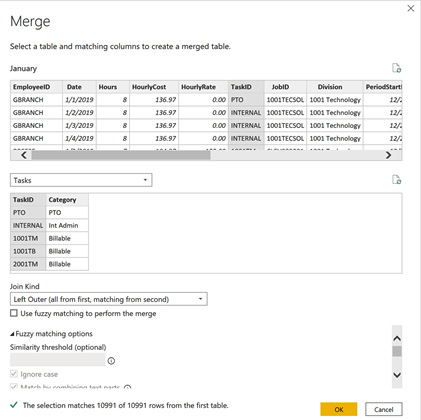 Merge
Select a table and matching columns to create a merged table.
January
EmployeeID Date Hours HourlyCost HourlyRate TaskID JobID Division PeriodStart
GBRANCH 1/1/2019 8 136.97 0.00 PTO 1001TECSOL 1001 Technology 12/2
GBRANCH 1/2/2019 8 136.97 0.00 INTERNAL 1001TECSOL 1001 Technology 12/2
GBRANCH 1/3/2019 8 136.97 0.00 INTERNAL 1001TECSOL 1001 Technology 12/2
GBRANCH 1/4/2019 8 136.97 0.00 INTERNAL 1001TECSOL 1001 Technology 12/2
Tasks
TaskID Category
PTO PTO
INTERNAL Int Admin
1001TM Billable
1001TB Billable
2001TM Billable
Join Kind
Left Outer (all from first, matching from second)
Use fuzzy matching to perform the merge
Fuzzy matching options
Similarity threshold (optional)
Ignore case
Match by combining text parts
The selection matches 10991 of 10991 rows from the first table.
OK
Cancel